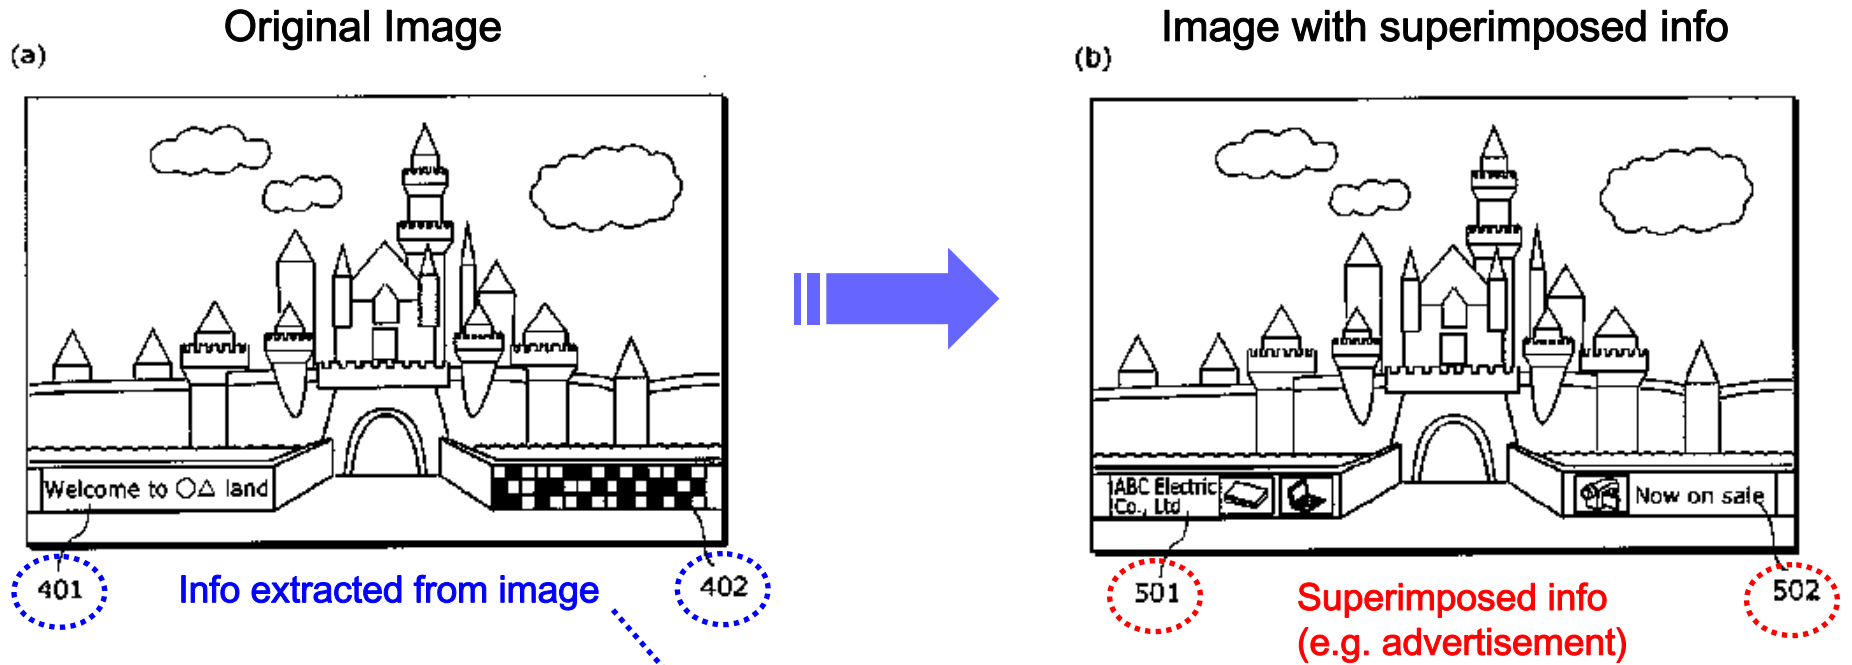 Original Image
(a)
Welcome to ○△ land
401
Info extracted from image
402
Image with superimposed info
(b)
ABC Electric
Co., Ltd
Now on sale
501
Superimposed info
(e.g. advertisement)
502